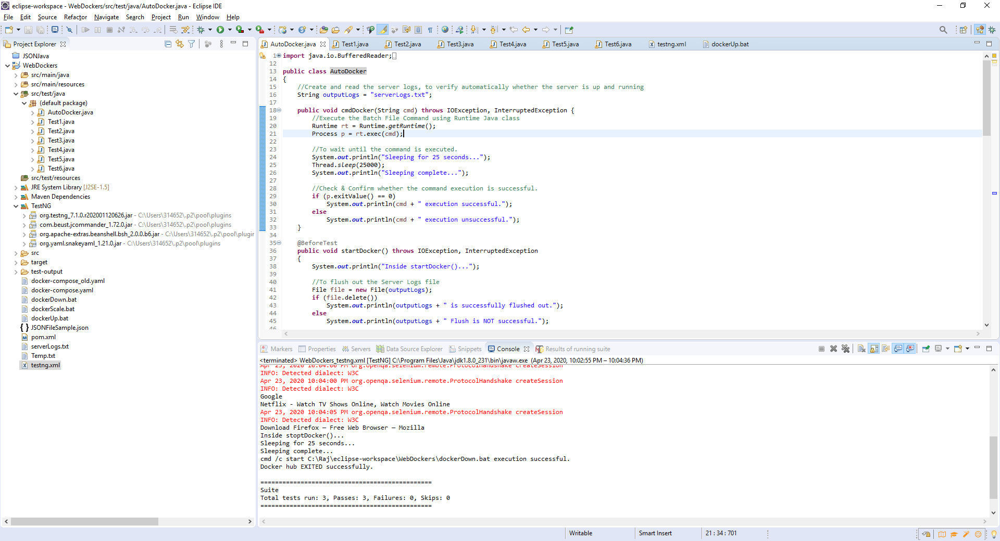 eclipse-workspace - WebDockers/src/test/java/AutoDocker.java - Eclipse IDE
File Edit Source Refactor Navigate Search Project Run Window Help
Project Explorer
JSONJava
WebDockers
src/main/java
src/main/resources
src/test/java
(default package)
AutoDocker.java
Test1.java
Test2.java
Test3.java
Test4.java
Test5.java
Test6.java
src/test/resources
JRE System Library [J2SE-1.5]
Maven Dependencies
TestNG
org.testng_7.1.0.r202001120626.jar - C:\Users\314652\.p2\pool\plugins
com.beust.jcommander_1.72.0.jar - C:\Users\314652\.p2\pool\plugins
org.apache-extras.beanshell.bsh_2.0.0.b6.jar - C:\Users\314652\.p2\pool\plugin
org.yaml.snakeyaml_1.21.0.jar - C:\Users\314652\.p2\pool\plugins
src
target
test-output
docker-compose_old.yaml
docker-compose.yaml
dockerDown.bat
dockerScale.bat
dockerUp.bat
JSONFileSample.json
pom.xml
serverLogs.txt
Temp.txt
testng.xml
AutoDocker.java Test1.java Test2.java Test3.java Test4.java Test5.java Test6.java testng.xml dockerUp.bat
1 import java.io.BufferedReader;
12
13 public class AutoDocker
14 {
15 //Create and read the server logs, to verify automatically whether the server is up and running
16 String outputLogs = "serverLogs.txt";
17
18 public void cmdDocker(String cmd) throws IOException, InterruptedException {
19 //Execute the Batch File Command using Runtime Java class
20 Runtime rt = Runtime.getRuntime();
21 Process p = rt.exec(cmd);
22
23 //To wait until the command is executed.
24 System.out.println("Sleeping for 25 seconds...");
25 Thread.sleep(25000);
26 System.out.println("Sleeping complete...");
27
28 //Check & Confirm whether the command execution is successful.
29 if (p.exitValue() == 0)
30 System.out.println(cmd + " execution successful.");
31 else
32 System.out.println(cmd + " execution unsuccessful.");
33 }
34
35 @BeforeTest
36 public void startDocker() throws IOException, InterruptedException
37 {
38 System.out.println("Inside startDocker()...");
39
40 //To flush out the Server Logs file
41 File file = new File(outputLogs);
42 if (file.delete())
43 System.out.println(outputLogs + " is successfully flushed out.");
44 else
45 System.out.println(outputLogs + " Flush is NOT successful.");
46
Markers Properties Servers Data Source Explorer Snippets Console Results of running suite
<terminated> WebDockers_testng.xml [TestNG] C:\Program Files\Java\jdk1.8.0_231\bin\javaw.exe (Apr 23, 2020, 10:02:55 PM – 10:04:36 PM)
Apr 23, 2020 10:04:00 PM org.openqa.selenium.remote.ProtocolHandshake createSession
INFO: Detected dialect: W3C
Apr 23, 2020 10:04:00 PM org.openqa.selenium.remote.ProtocolHandshake createSession
INFO: Detected dialect: W3C
Google
Netflix - Watch TV Shows Online, Watch Movies Online
Apr 23, 2020 10:04:05 PM org.openqa.selenium.remote.ProtocolHandshake createSession
INFO: Detected dialect: W3C
Download Firefox — Free Web Browser — Mozilla
Inside stoptDocker()...
Sleeping for 25 seconds...
Sleeping complete...
cmd /c start C:\Raj\eclipse-workspace\WebDockers\dockerDown.bat execution successful.
Docker hub EXITED successfully.
===============================================
Suite
Total tests run: 3, Passes: 3, Failures: 0, Skips: 0
===============================================
Writable Smart Insert 21 : 34 : 701